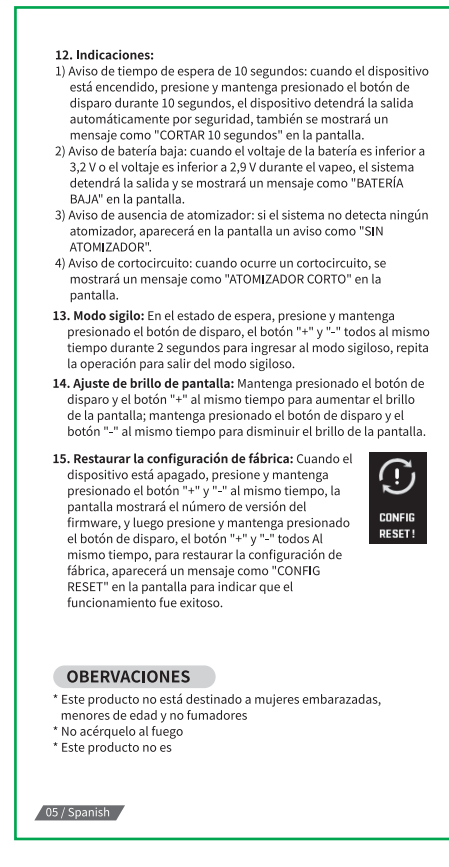 12. Indicaciones:
1) Aviso de tiempo de espera de 10 segundos: cuando el dispositivo
está encendido, presione y mantenga presionado el botón de
disparo durante 10 segundos, el dispositivo detendrá la salida
automáticamente por seguridad, también se mostrará un
mensaje como "CORTAR 10 segundos" en la pantalla.
2) Aviso de batería baja: cuando el voltaje de la batería es inferior a
3,2 V o el voltaje es inferior a 2,9 V durante el vapeo, el sistema
detendrá la salida y se mostrará un mensaje como "BATERÍA
BAJA" en la pantalla.
3) Aviso de ausencia de atomizador: si el sistema no detecta ningún
atomizador, aparecerá en la pantalla un aviso como "SIN
ATOMIZADOR".
4) Aviso de cortocircuito: cuando ocurre un cortocircuito, se
mostrará un mensaje como "ATOMIZADOR CORTO" en la
pantalla.
13. Modo sigilo: En el estado de espera, presione y mantenga
presionado el botón de disparo, el botón "+" y "-" todos al mismo
tiempo durante 2 segundos para ingresar al modo sigiloso, repita
la operación para salir del modo sigiloso.
14. Ajuste de brillo de pantalla: Mantenga presionado el botón de
disparo y el botón "+" al mismo tiempo para aumentar el brillo
de la pantalla; mantenga presionado el botón de disparo y el
botón "-" al mismo tiempo para disminuir el brillo de la pantalla.
15. Restaurar la configuración de fábrica: Cuando el
dispositivo está apagado, presione y mantenga
presionado el botón "+" y "-" al mismo tiempo, la
pantalla mostrará el número de versión del
firmware, y luego presione y mantenga presionado
el botón de disparo, el botón "+" y "-" todos Al
mismo tiempo, para restaurar la configuración de
fábrica, aparecerá un mensaje como "CONFIG
RESET" en la pantalla para indicar que el
funcionamiento fue exitoso.
CONFIG
RESET!
OBERVACIONES
* Este producto no está destinado a mujeres embarazadas,
menores de edad y no fumadores
* No acérquelo al fuego
* Este producto no es
05 / Spanish